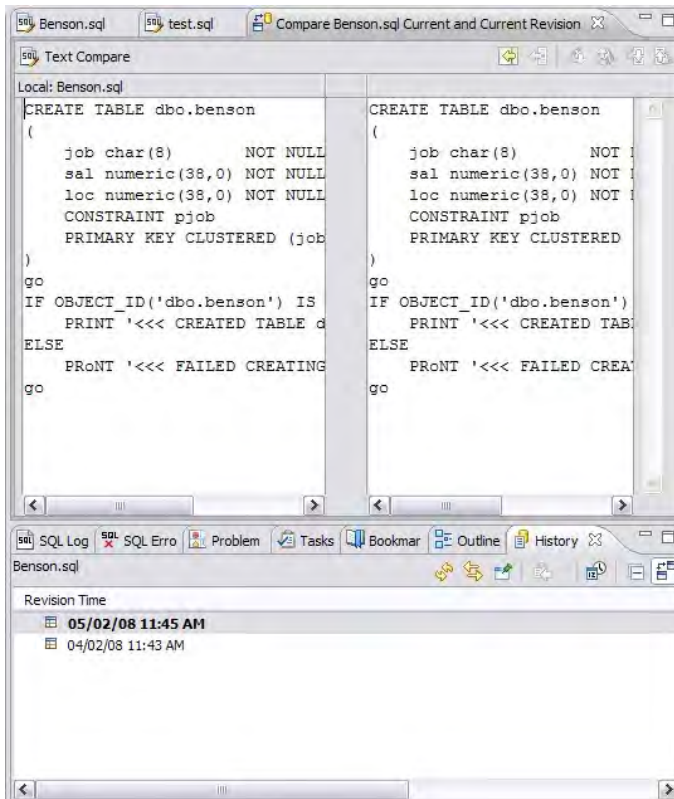 Benson.sql test.sql Compare Benson.sql Current and Current Revision
Text Compare
Local: Benson.sql
CREATE TABLE dbo.benson
(
job char(8) NOT NULL
sal numeric(38,0) NOT NULL
loc numeric(38,0) NOT NULL
CONSTRAINT pjob
PRIMARY KEY CLUSTERED (job
)
go
IF OBJECT_ID('dbo.benson') IS
PRINT '<<< CREATED TABLE d
ELSE
PRoNT '<<< FAILED CREATING
go
CREATE TABLE dbo.benson
(
job char(8) NOT
sal numeric(38,0) NOT
loc numeric(38,0) NOT
CONSTRAINT pjob
PRIMARY KEY CLUSTERED
)
go
IF OBJECT_ID('dbo.benson')
PRINT '<<< CREATED TAB
ELSE
PRoNT '<<< FAILED CREA
go
SQL Log SQL Erro Problem Tasks Bookmar Outline History
Benson.sql
Revision Time
05/02/08 11:45 AM
04/02/08 11:43 AM